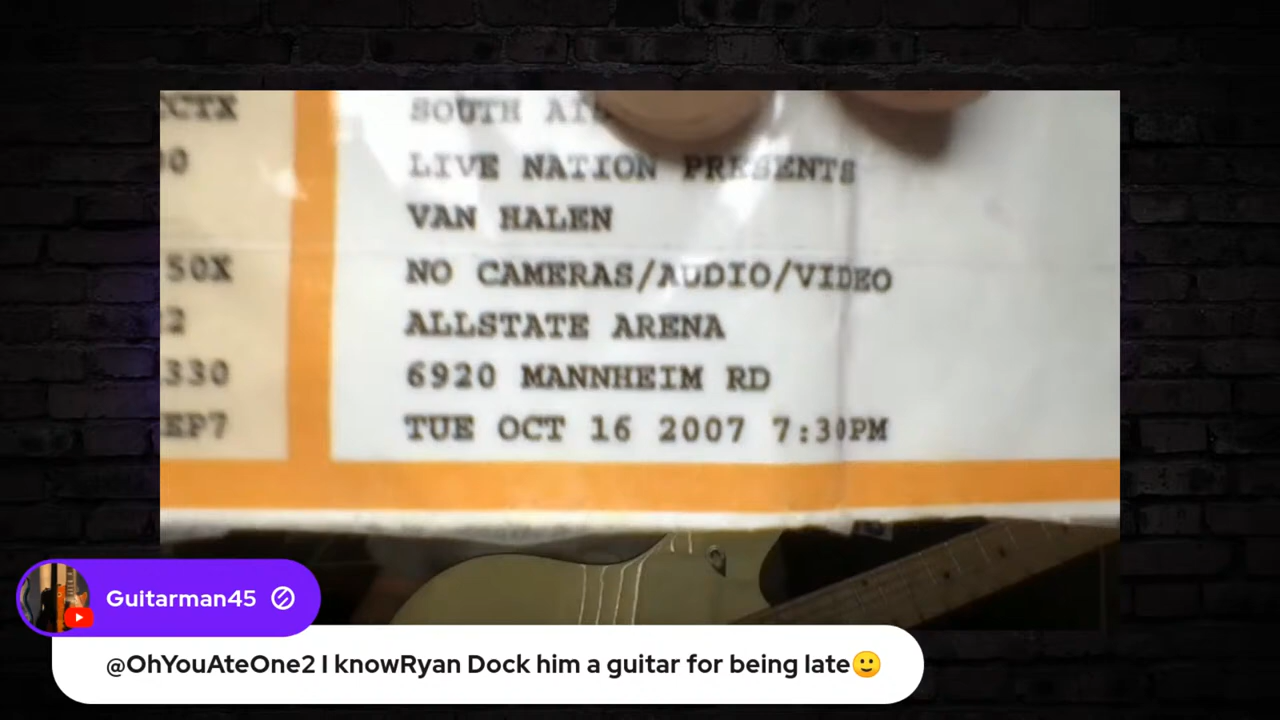 CTX
SOUTH
0
LIVE NATION PRESENTS
VAN HALEN
50X
NO CAMERAS/AUDIO/VIDEO
2
ALLSTATE ARENA
330
6920 MANNHEIM RD
EP7
TUE OCT 16 2007 7:30PM
Guitarman45
@OhYouAteOne2 I knowRyan Dock him a guitar for being late🙂